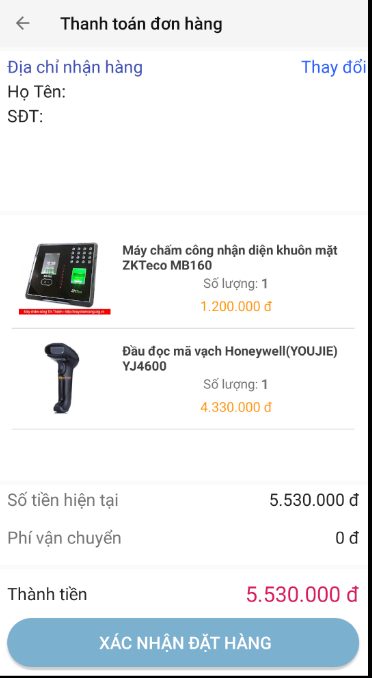 Thanh toán đơn hàng
Địa chỉ nhận hàng
Thay đổi
Họ Tên:
SĐT:
Máy chấm công nhận diện khuôn mặt
ZKTeco MB160
Số lượng: 1
1.200.000 đ
Đầu đọc mã vạch Honeywell(YOUJIE)
YJ4600
Số lượng: 1
4.330.000 đ
Số tiền hiện tại
5.530.000 đ
Phí vận chuyển
0 đ
Thành tiền
5.530.000 đ
XÁC NHẬN ĐẶT HÀNG